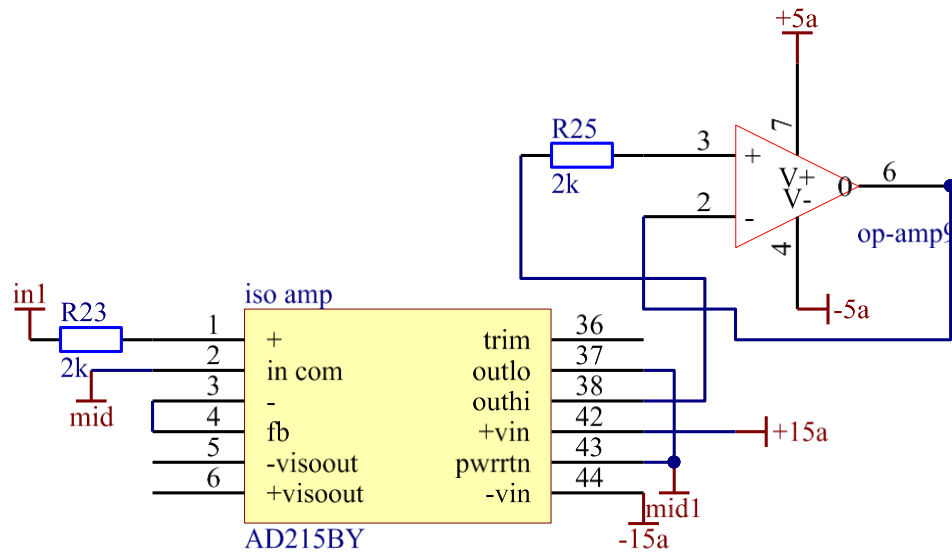 +5a
7
R25
3
+
2k
V+
V-
0
6
2
-
4
op-amp9
-5a
in1
R23
2k
mid
iso amp
1
+
trim
36
2
in com
outlo
37
3
-
outhi
38
4
fb
+vin
42
+15a
5
-visoout
pwrrtn
43
6
+visoout
-vin
44
mid1
-15a
AD215BY